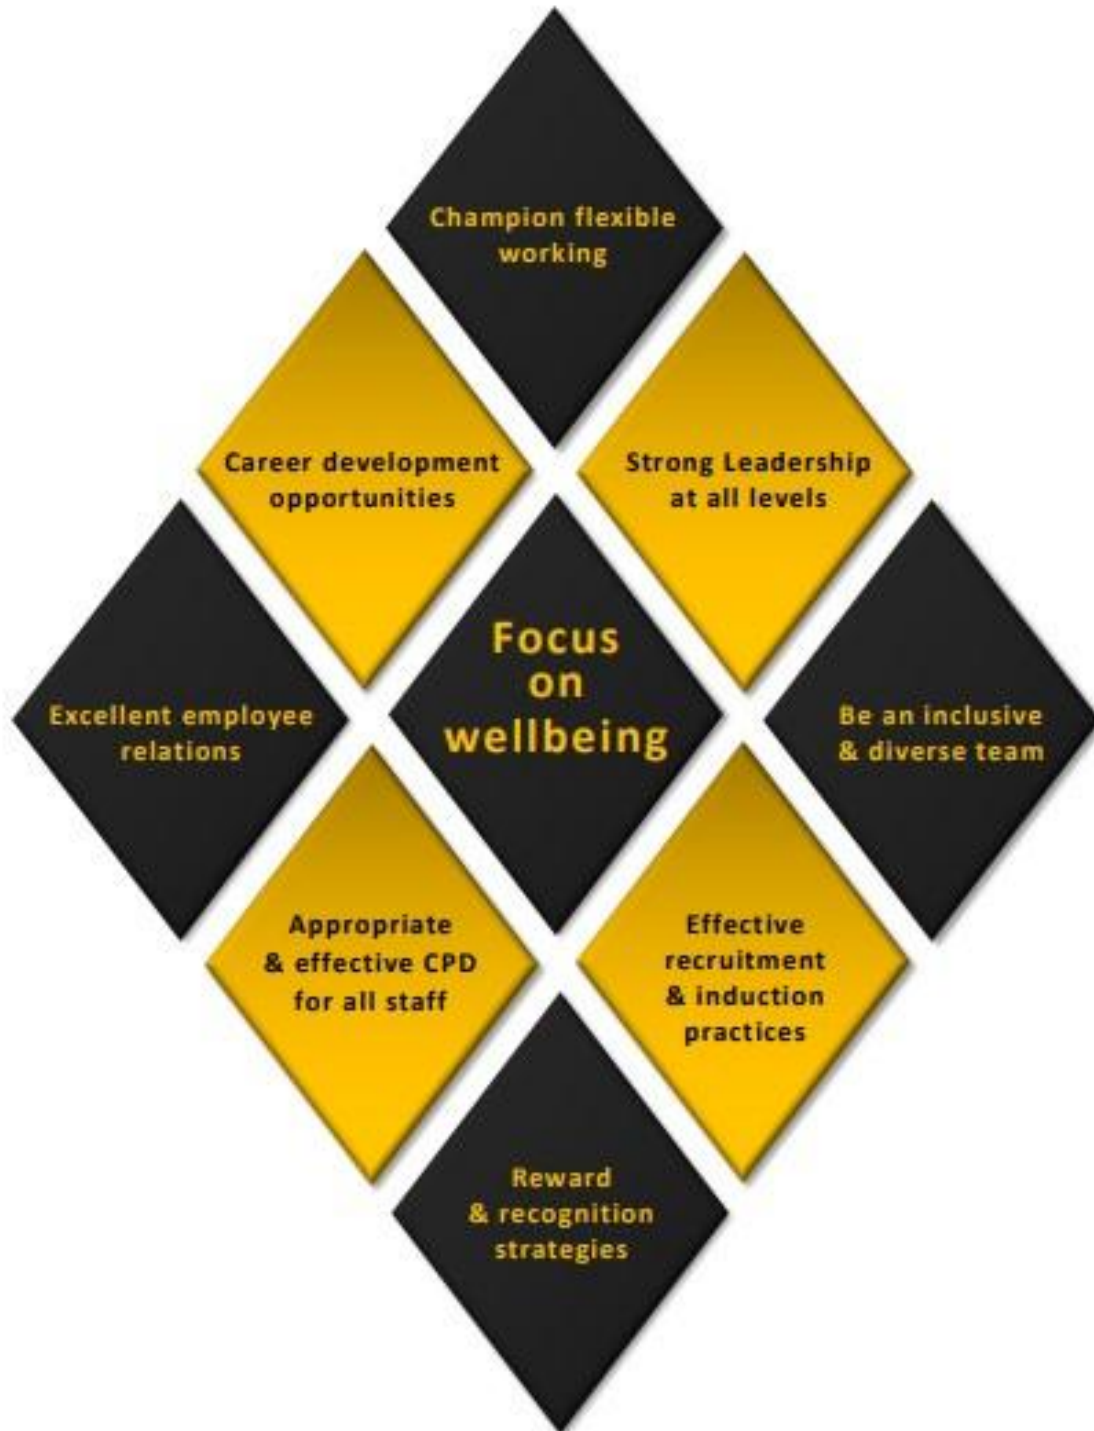 Champion flexible
working
Career development
opportunities
Strong Leadership
at all levels
Excellent employee
relations
Focus
on
wellbeing
Be an inclusive
& diverse team
Appropriate
& effective CPD
for all staff
Effective
recruitment
& induction
practices
Reward
& recognition
strategies